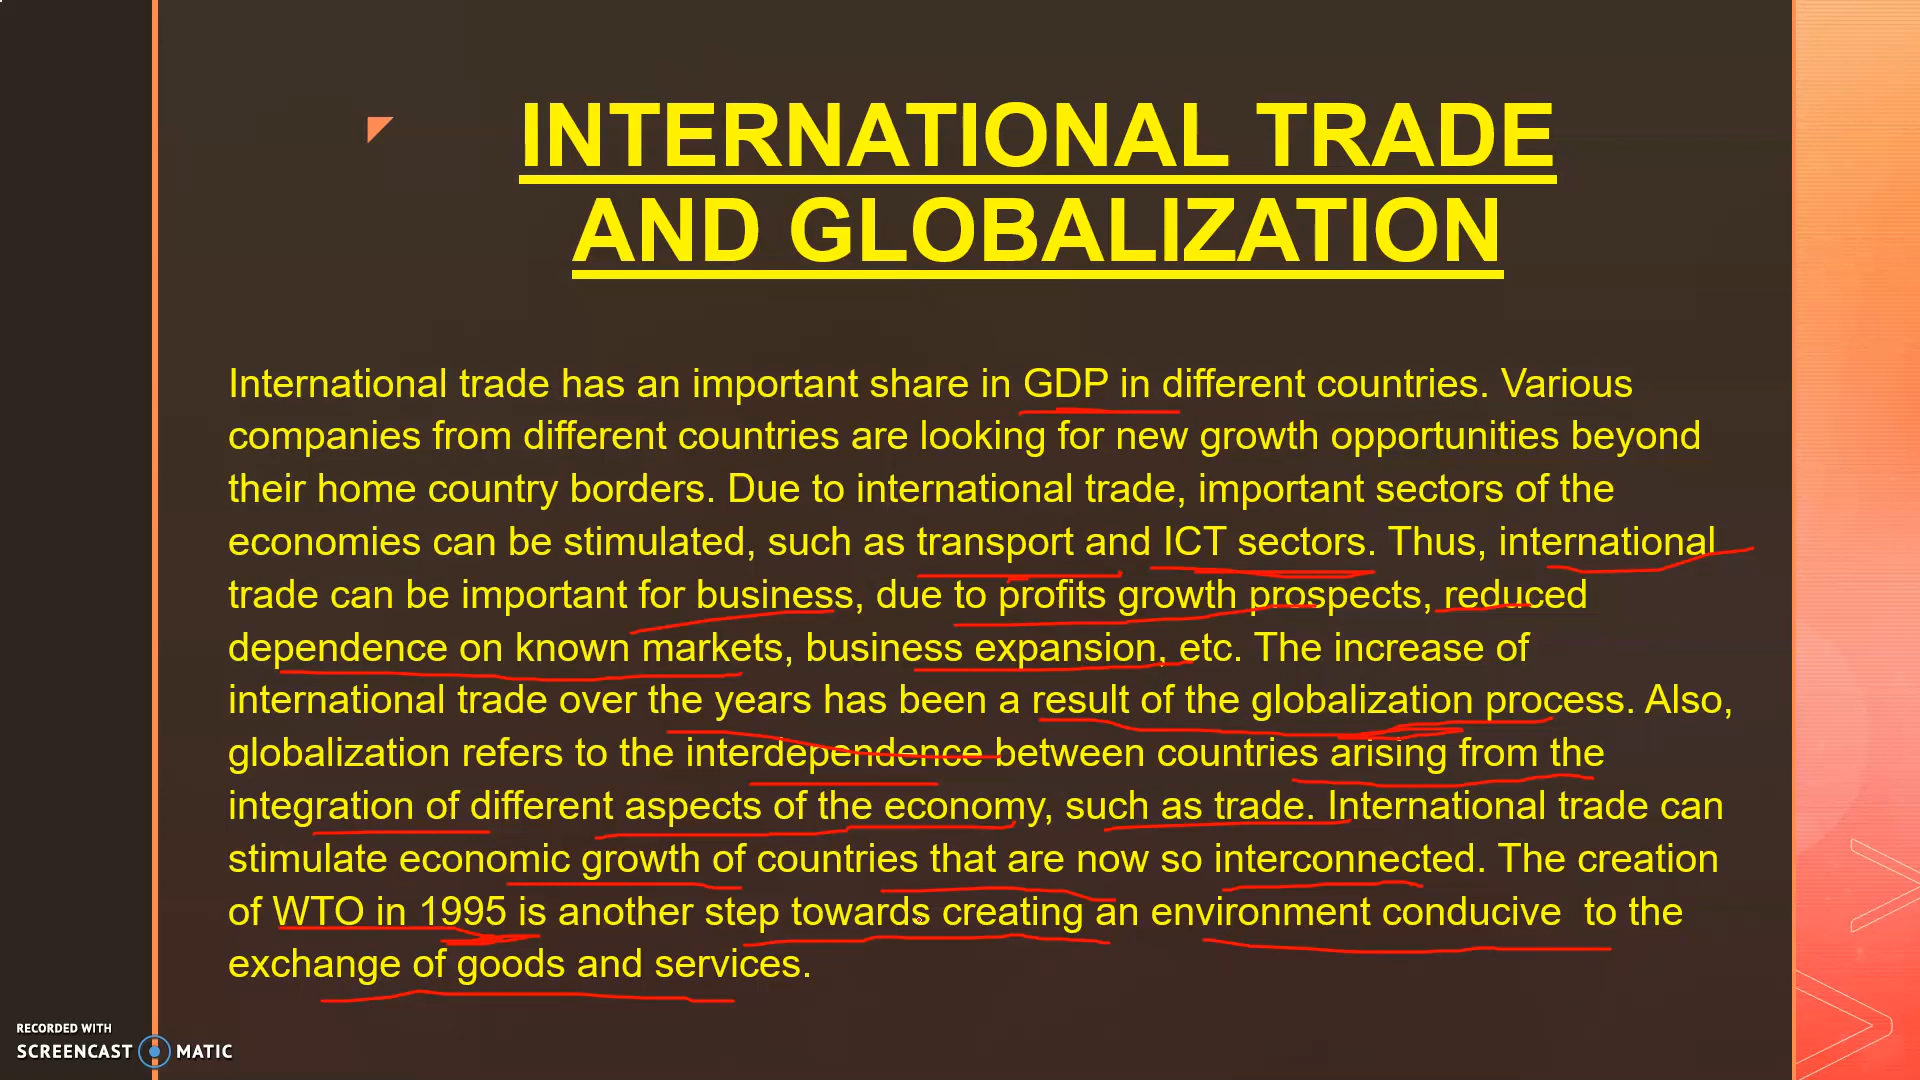 INTERNATIONAL TRADE
AND GLOBALIZATION
International trade has an important share in GDP in different countries. Various
companies from different countries are looking for new growth opportunities beyond
their home country borders. Due to international trade, important sectors of the
economies can be stimulated, such as transport and ICT sectors. Thus, international
trade can be important for business, due to profits growth prospects, reduced
dependence on known markets, business expansion, etc. The increase of
international trade over the years has been a result of the globalization process. Also,
globalization refers to the interdependence between countries arising from the
integration of different aspects of the economy, such as trade. International trade can
stimulate economic growth of countries that are now so interconnected. The creation
of WTO in 1995 is another step towards creating an environment conducive  to the
exchange of goods and services.
RECORDED WITH
SCREENCAST MATIC